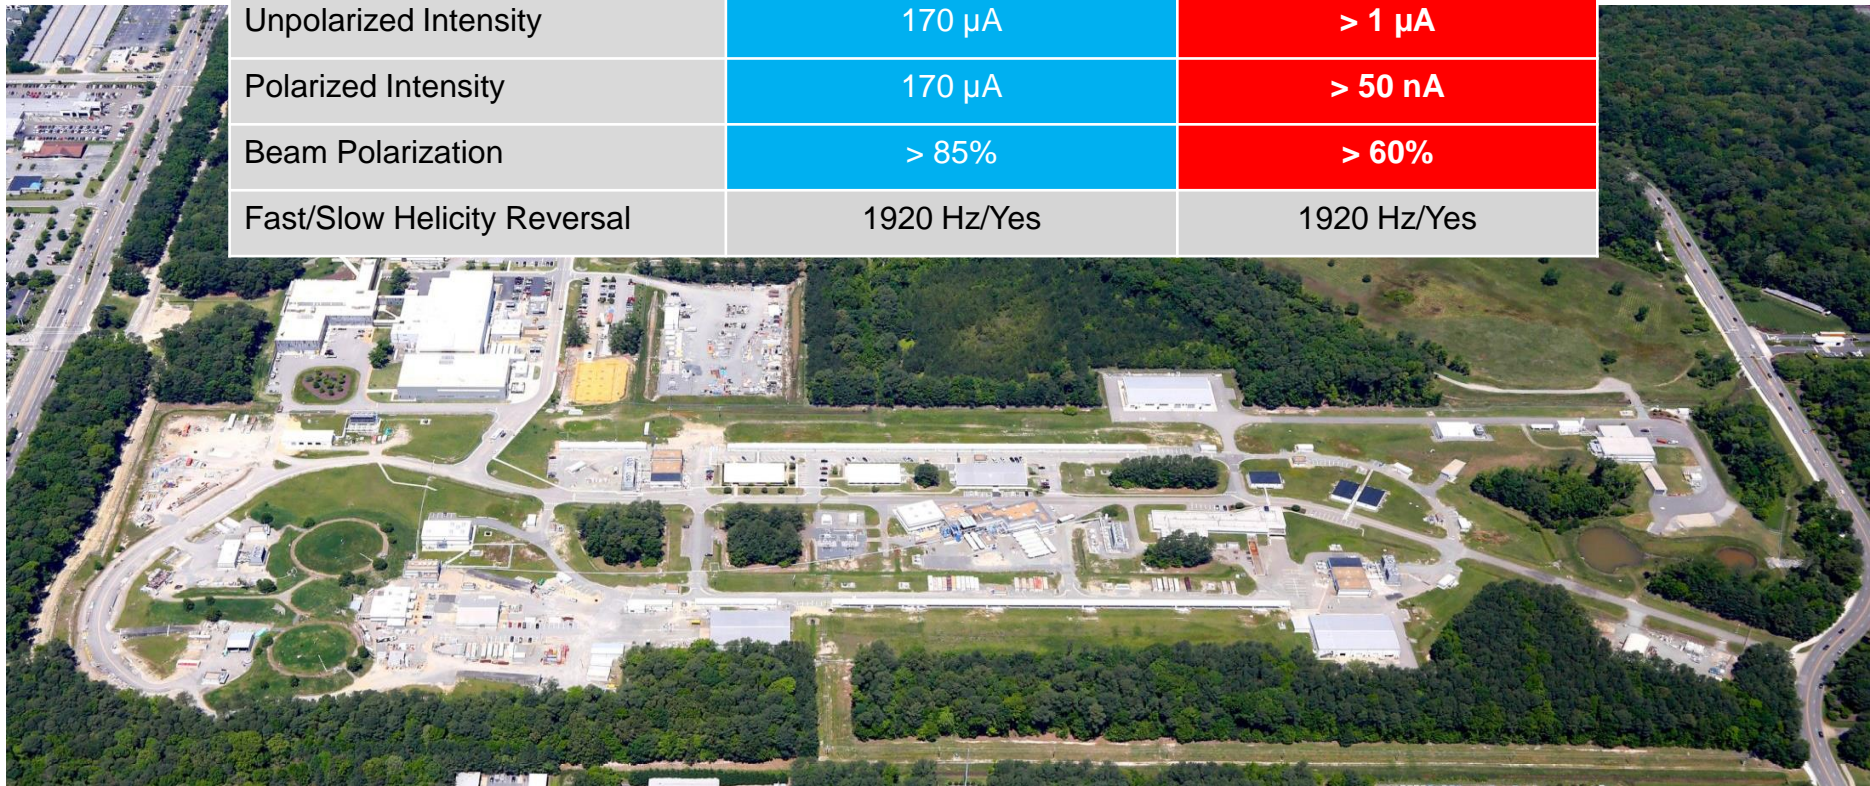 Unpolarized Intensity 170 µA > 1 µA
Polarized Intensity 170 µA > 50 nA
Beam Polarization > 85% > 60%
Fast/Slow Helicity Reversal 1920 Hz/Yes 1920 Hz/Yes